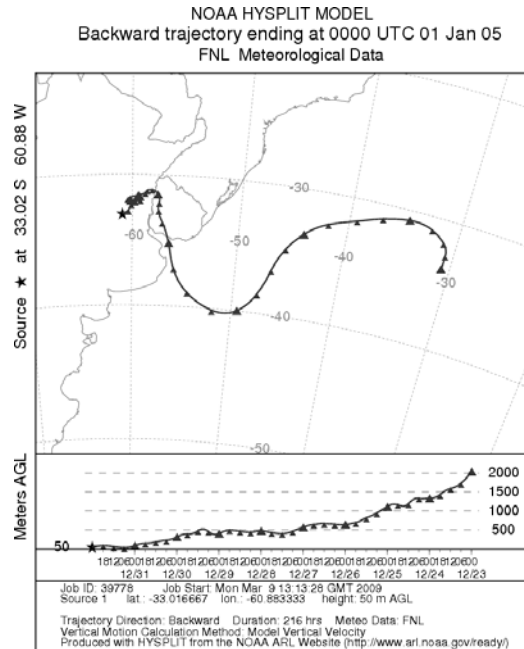 NOAA HYSPLIT MODEL
Backward trajectory ending at 0000 UTC 01 Jan 05
FNL Meteorological Data
Source ★ at 33.02 S 60.88 W
-30
-60
-50
-40
-30
-40
-50
Meters AGL
2000
1500
1000
500
50
12/31 12/30 12/29 12/28 12/27 12/26 12/25 12/24 12/23
Job ID: 39778 Job Start: Mon Mar 9 13:13:28 GMT 2009
Source 1 lat.: -33.016667 lon.: -60.883333 height: 50 m AGL
Trajectory Direction: Backward Duration: 216 hrs Meteo Data: FNL
Vertical Motion Calculation Method: Model Vertical Velocity
Produced with HYSPLIT from the NOAA ARL Website (http://www.arl.noaa.gov/ready/)